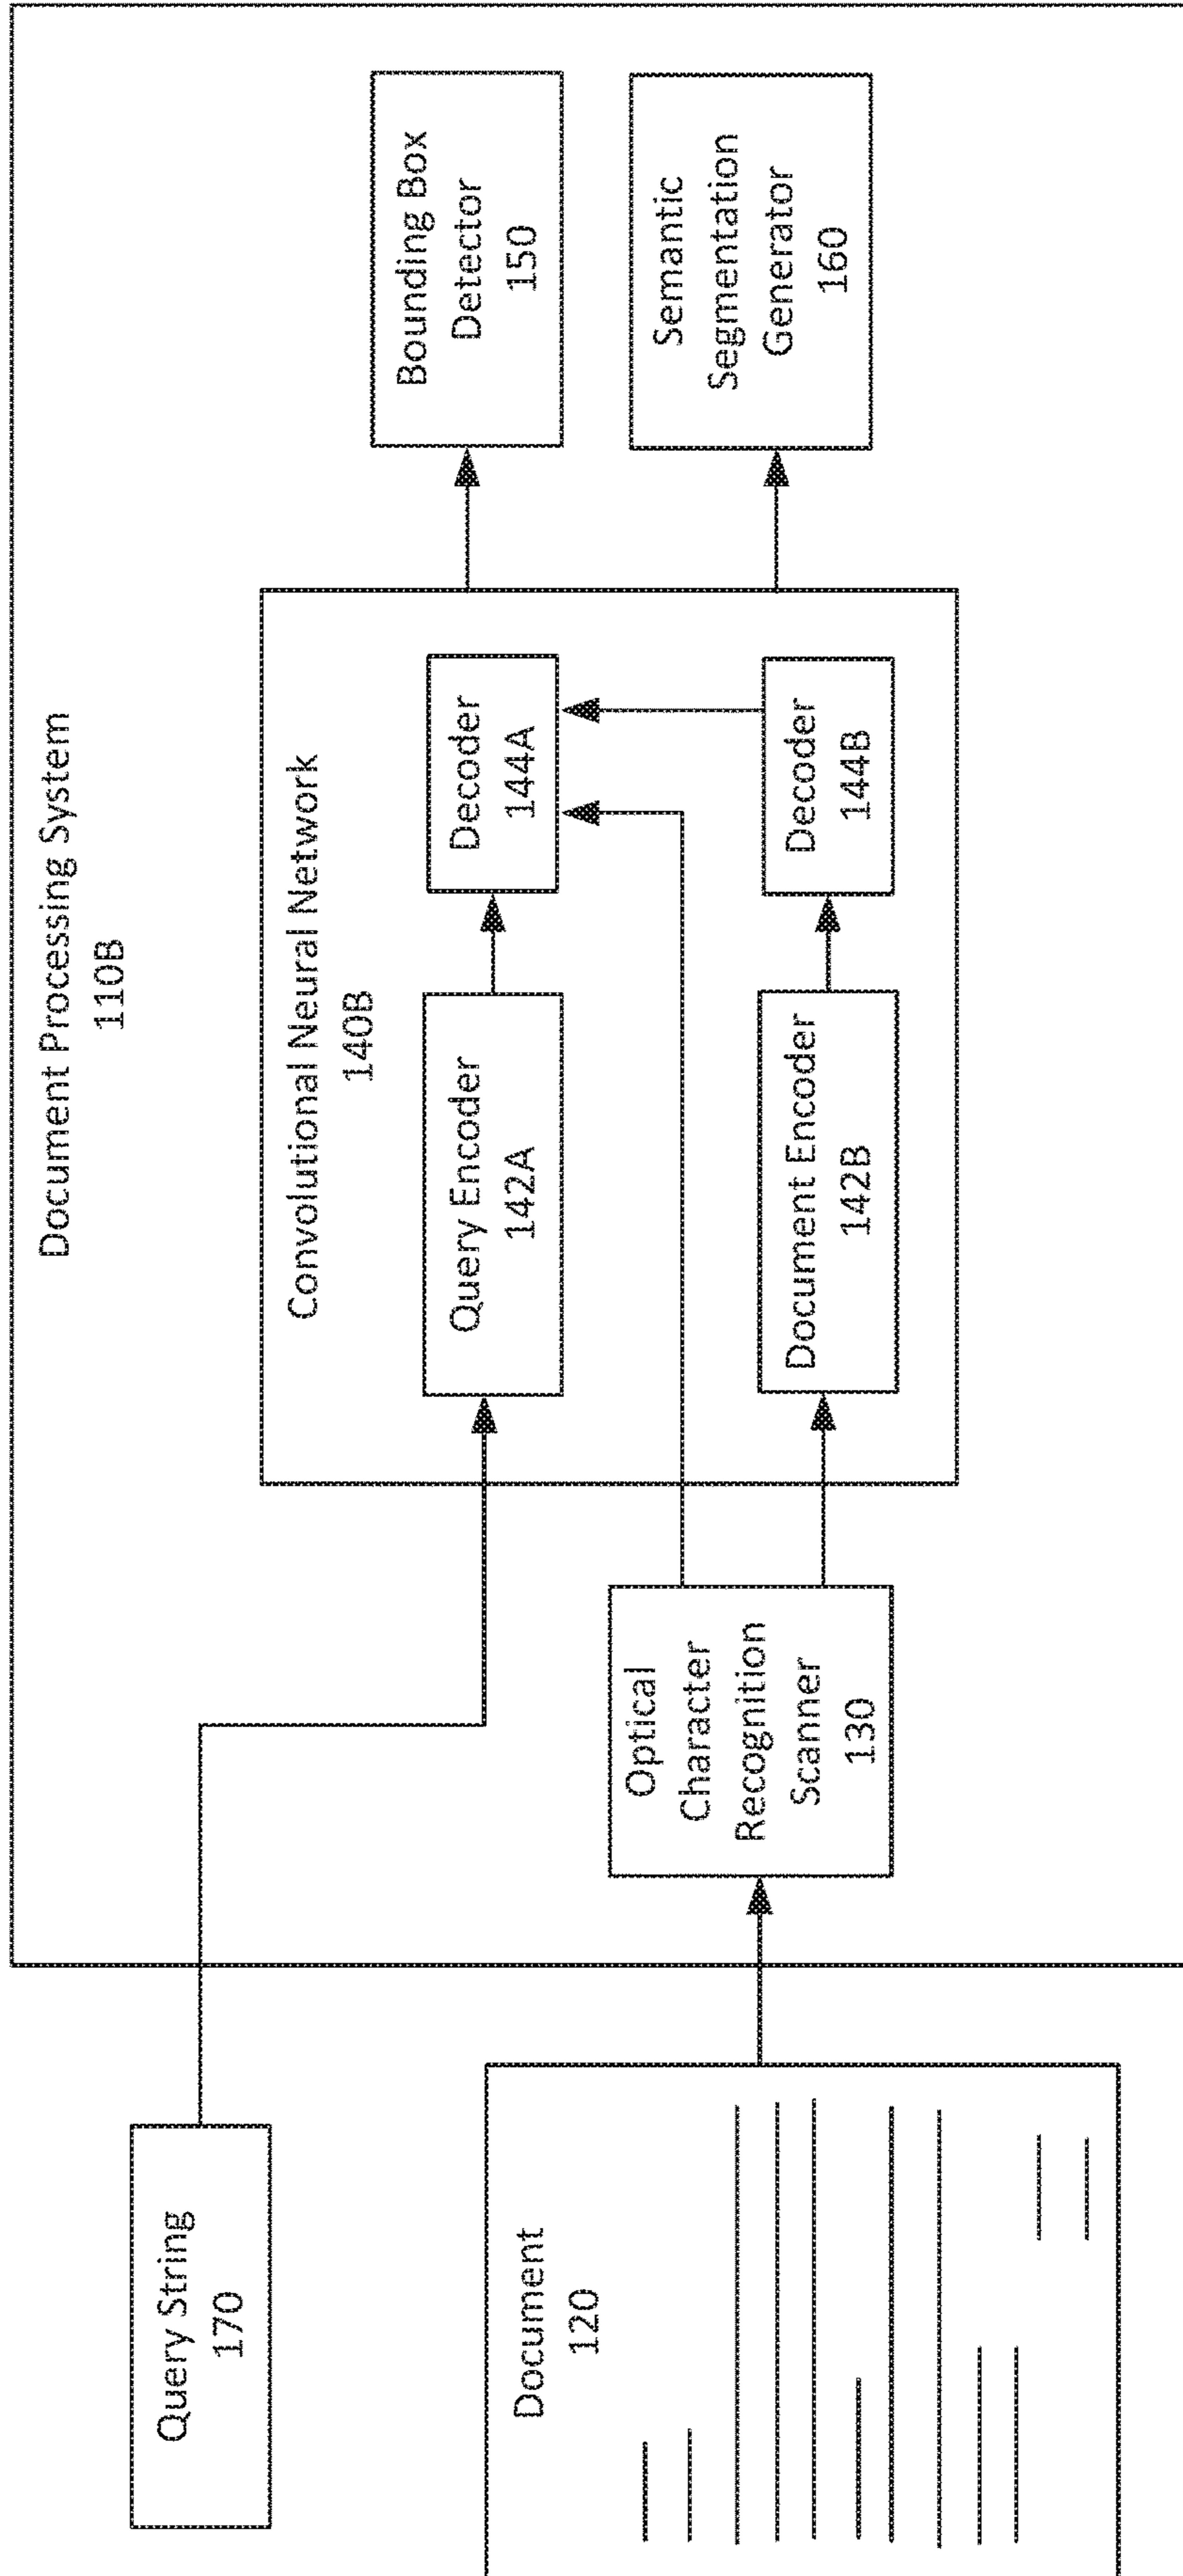 Document Processing System
110B
Query String
170
Document
120
Optical
Character
Recognition
Scanner
130
Convolutional Neural Network
140B
Query Encoder
142A
Decoder
144A
Document Encoder
142B
Decoder
144B
Bounding Box
Detector
150
Semantic
Segmentation
Generator
160